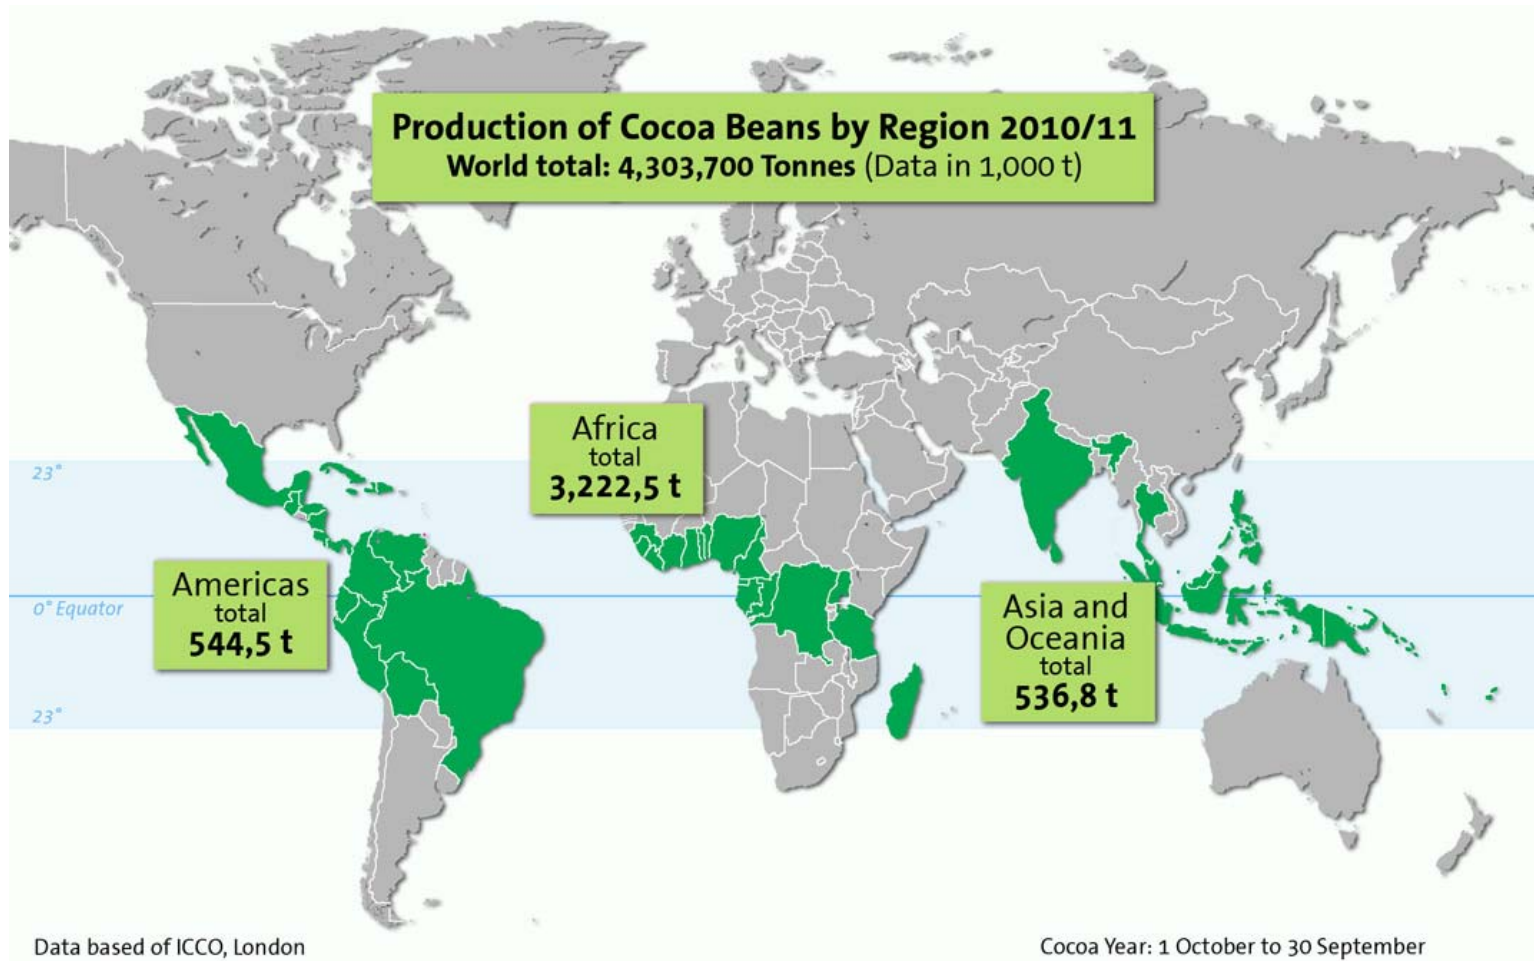 Production of Cocoa Beans by Region 2010/11
World total: 4,303,700 Tonnes (Data in 1,000 t)
Africa
total
3,222,5 t
23°
Americas
total
544,5 t
0° Equator
Asia and
Oceania
total
536,8 t
23°
Data based of ICCO, London
Cocoa Year: 1 October to 30 September